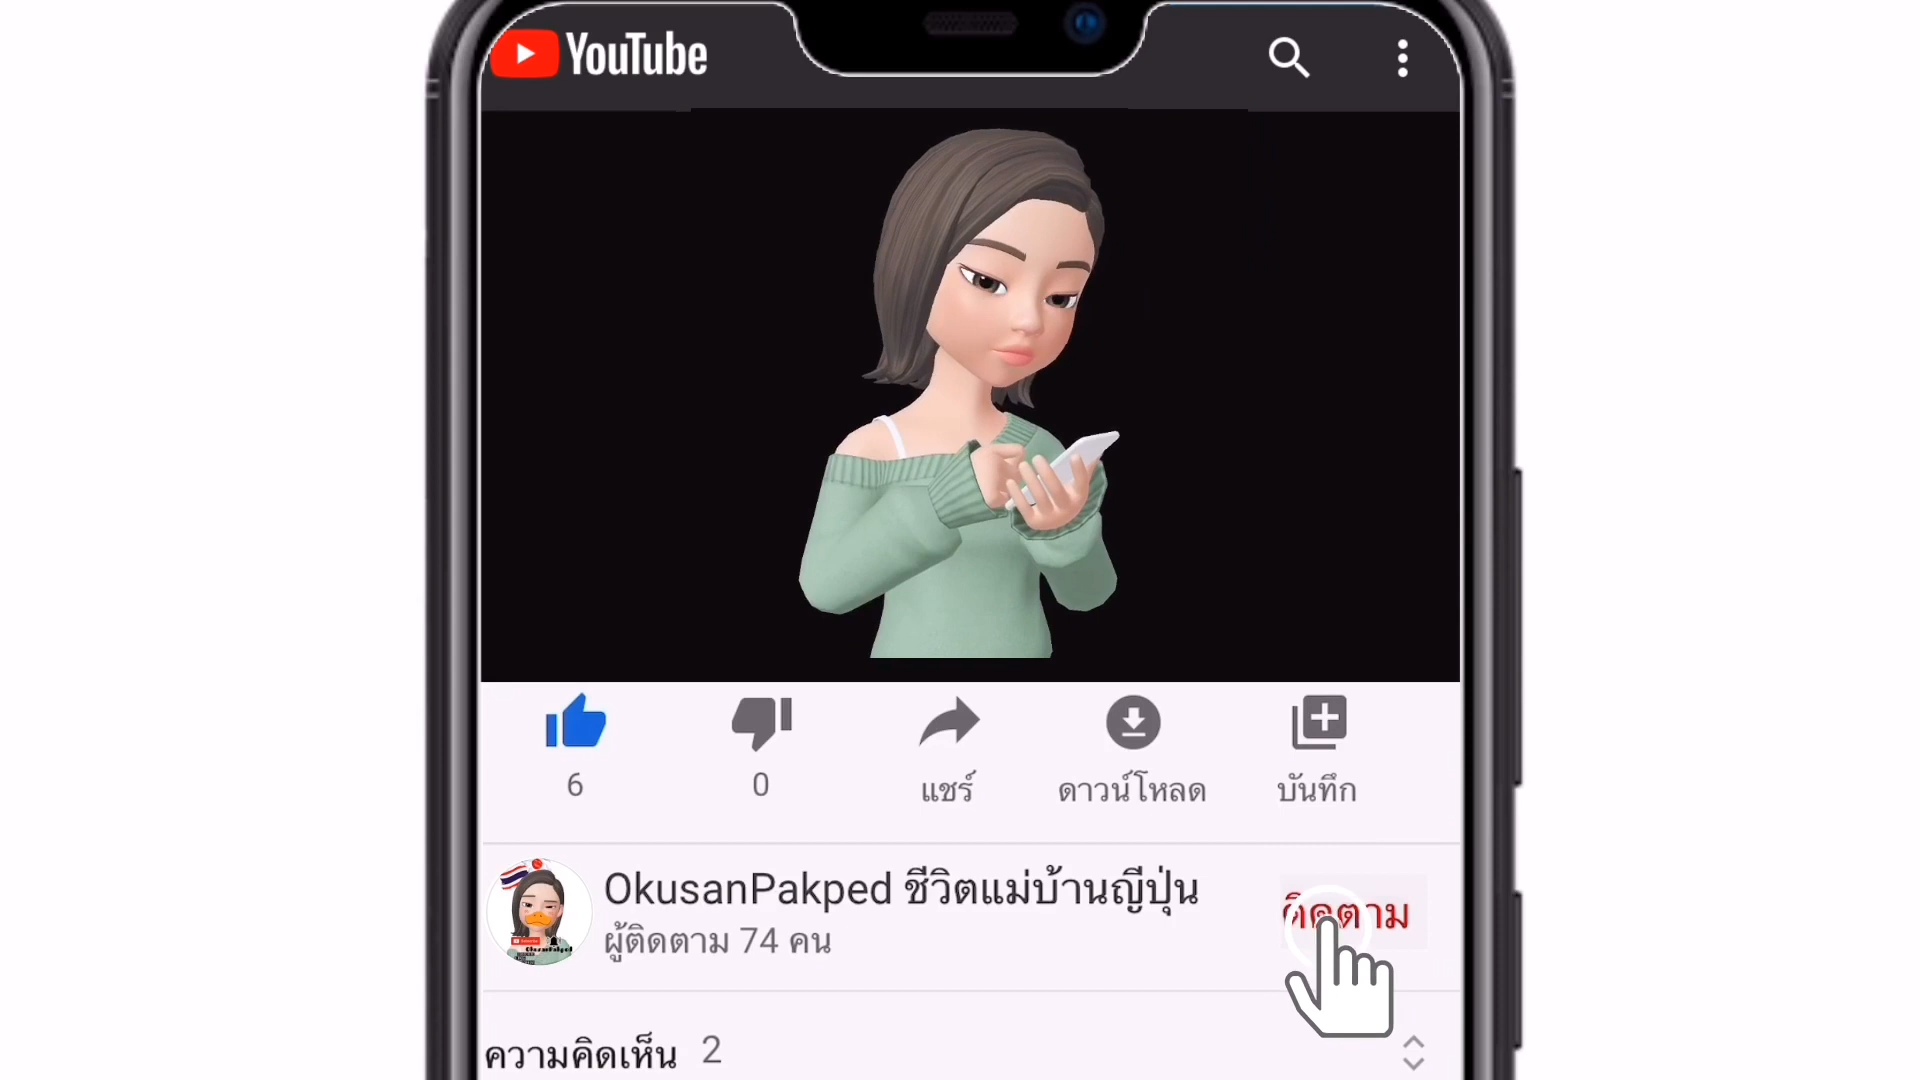 YouTube
6
0
แชร์
ดาวน์โหลด
บันทึก
OkusanPakped ชีวิตแม่บ้านญี่ปุ่น
ติดตาม
ผู้ติดตาม 74 คน
ความคิดเห็น 2